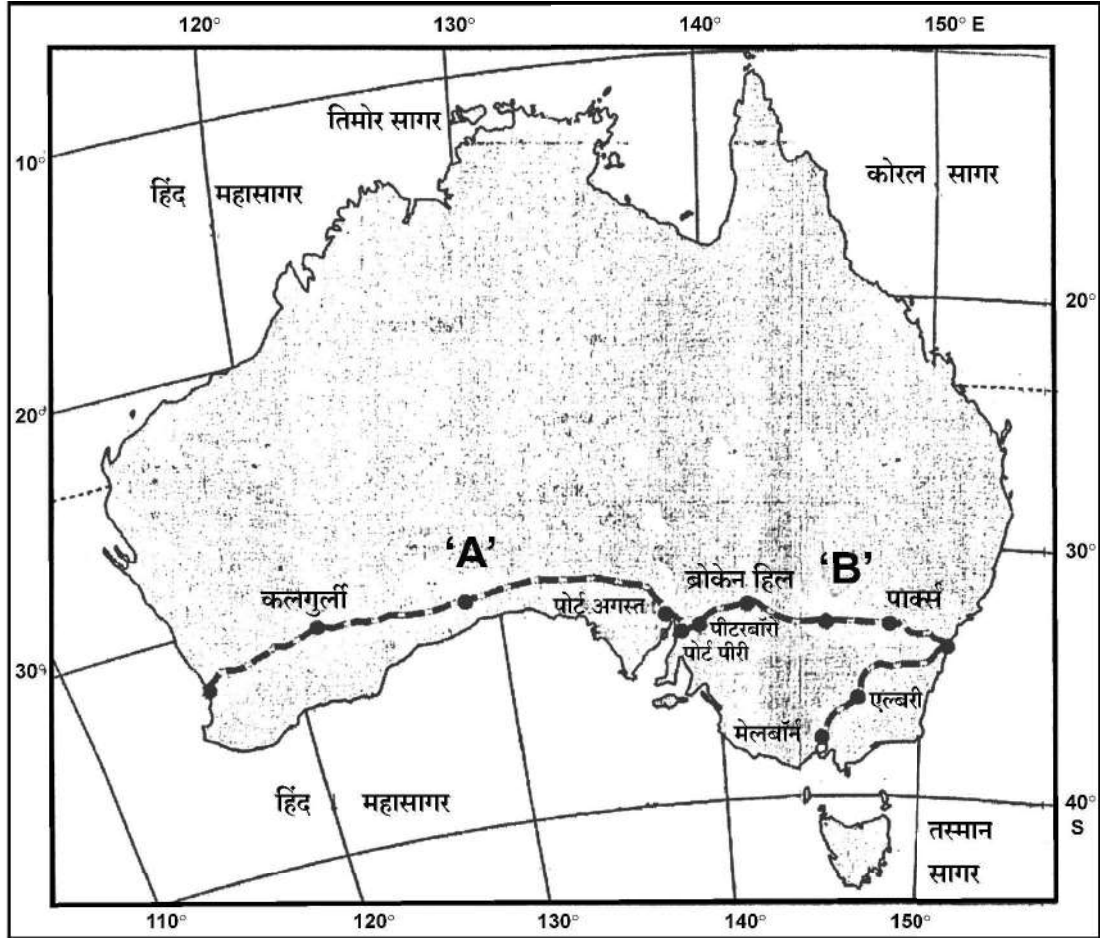 120°
130°
140°
150° E
तिमोर सागर
10°
हिंद महासागर
कोरल सागर
20°
20°
'A'
'B'
30°
ब्रोकेन हिल
कलगुर्ली
पोर्ट अगस्त
पार्क्स
पीटरबॉरो
पोर्ट पीरी
30°
एल्बरी
मेलबॉर्न
हिंद महासागर
40°
S
तस्मान
सागर
110°
120°
130°
140°
150°